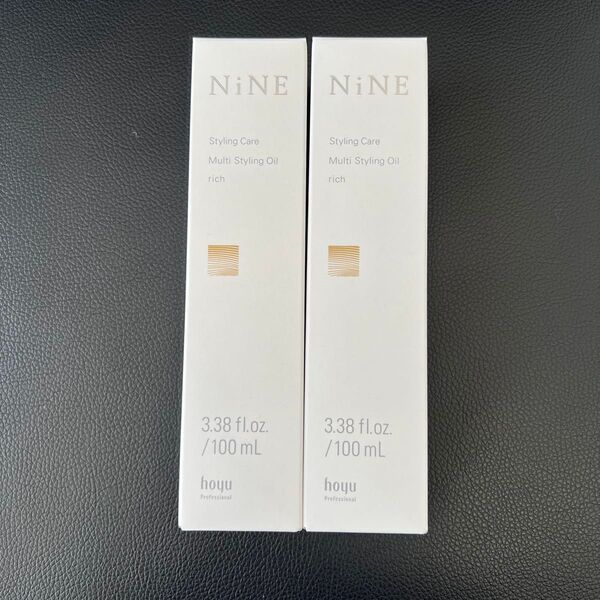 NiNE
Styling Care
Multi Styling Oil
rich
3.38 fl.oz.
/100 mL
hoyu
Professional
NiNE
Styling Care
Multi Styling Oil
rich
3.38 fl.oz.
/100 mL
hoyu
Professional